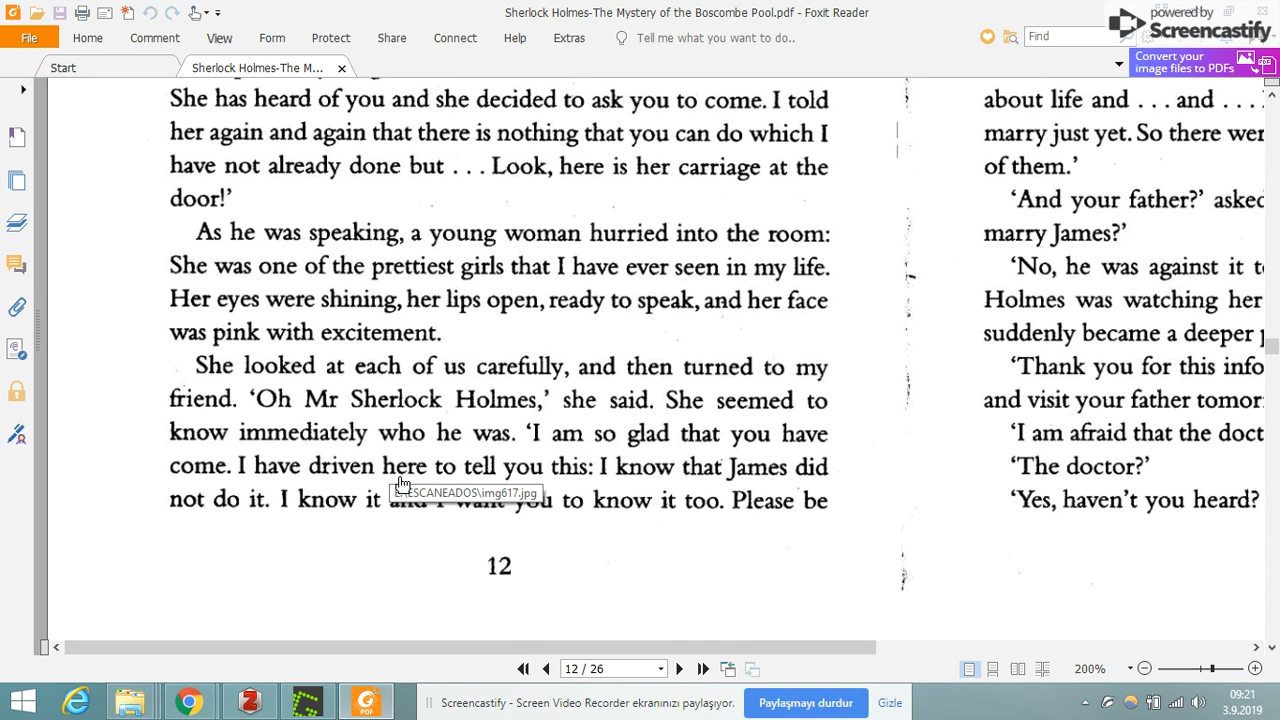 Sherlock Holmes-The Mystery of the Boscombe Pool.pdf - Foxit Reader
powered by
Screencastify
File Home Comment View Form Protect Share Connect Extras Tell me what you want to do.. Find
Start Sherlock Holmes-The M... x
Convert your
image files to PDFs
She has heard of you and she decided to ask you to come. I told
her again and again that there is nothing that you can do which I
have not already done but . . . Look, here is her carriage at the
door!’
As he was speaking, a young woman hurried into the room:
She was one of the prettiest girls that I have ever seen in my life.
Her eyes were shining, her lips open, ready to speak, and her face
was pink with excitement.
She looked at each of us carefully, and then turned to my
friend. ‘Oh Mr Sherlock Holmes,’ she said. She seemed to
know immediately who he was. ‘I am so glad that you have
come. I have driven here to tell you this: I know that James did
not do it. I know it and I want you to know it too. Please be
ESCANEADOS\img617.jpg
12
about life and . . . and . . .
marry just yet. So there wer
of them.’
‘And your father?’ asked
marry James?’
‘No, he was against it t
Holmes was watching her
suddenly became a deeper
‘Thank you for this info
and visit your father tomor
‘I am afraid that the doct
‘The doctor?’
‘Yes, haven’t you heard?
12 / 26
200%
Screencastify - Screen Video Recorder ekranınızı paylaşıyor. Paylaşmayı durdur Gizle
09:21
3.9.2019